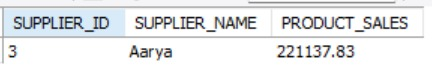 SUPPLIER_ID SUPPLIER_NAME PRODUCT_SALES
3 Aarya 221137.83